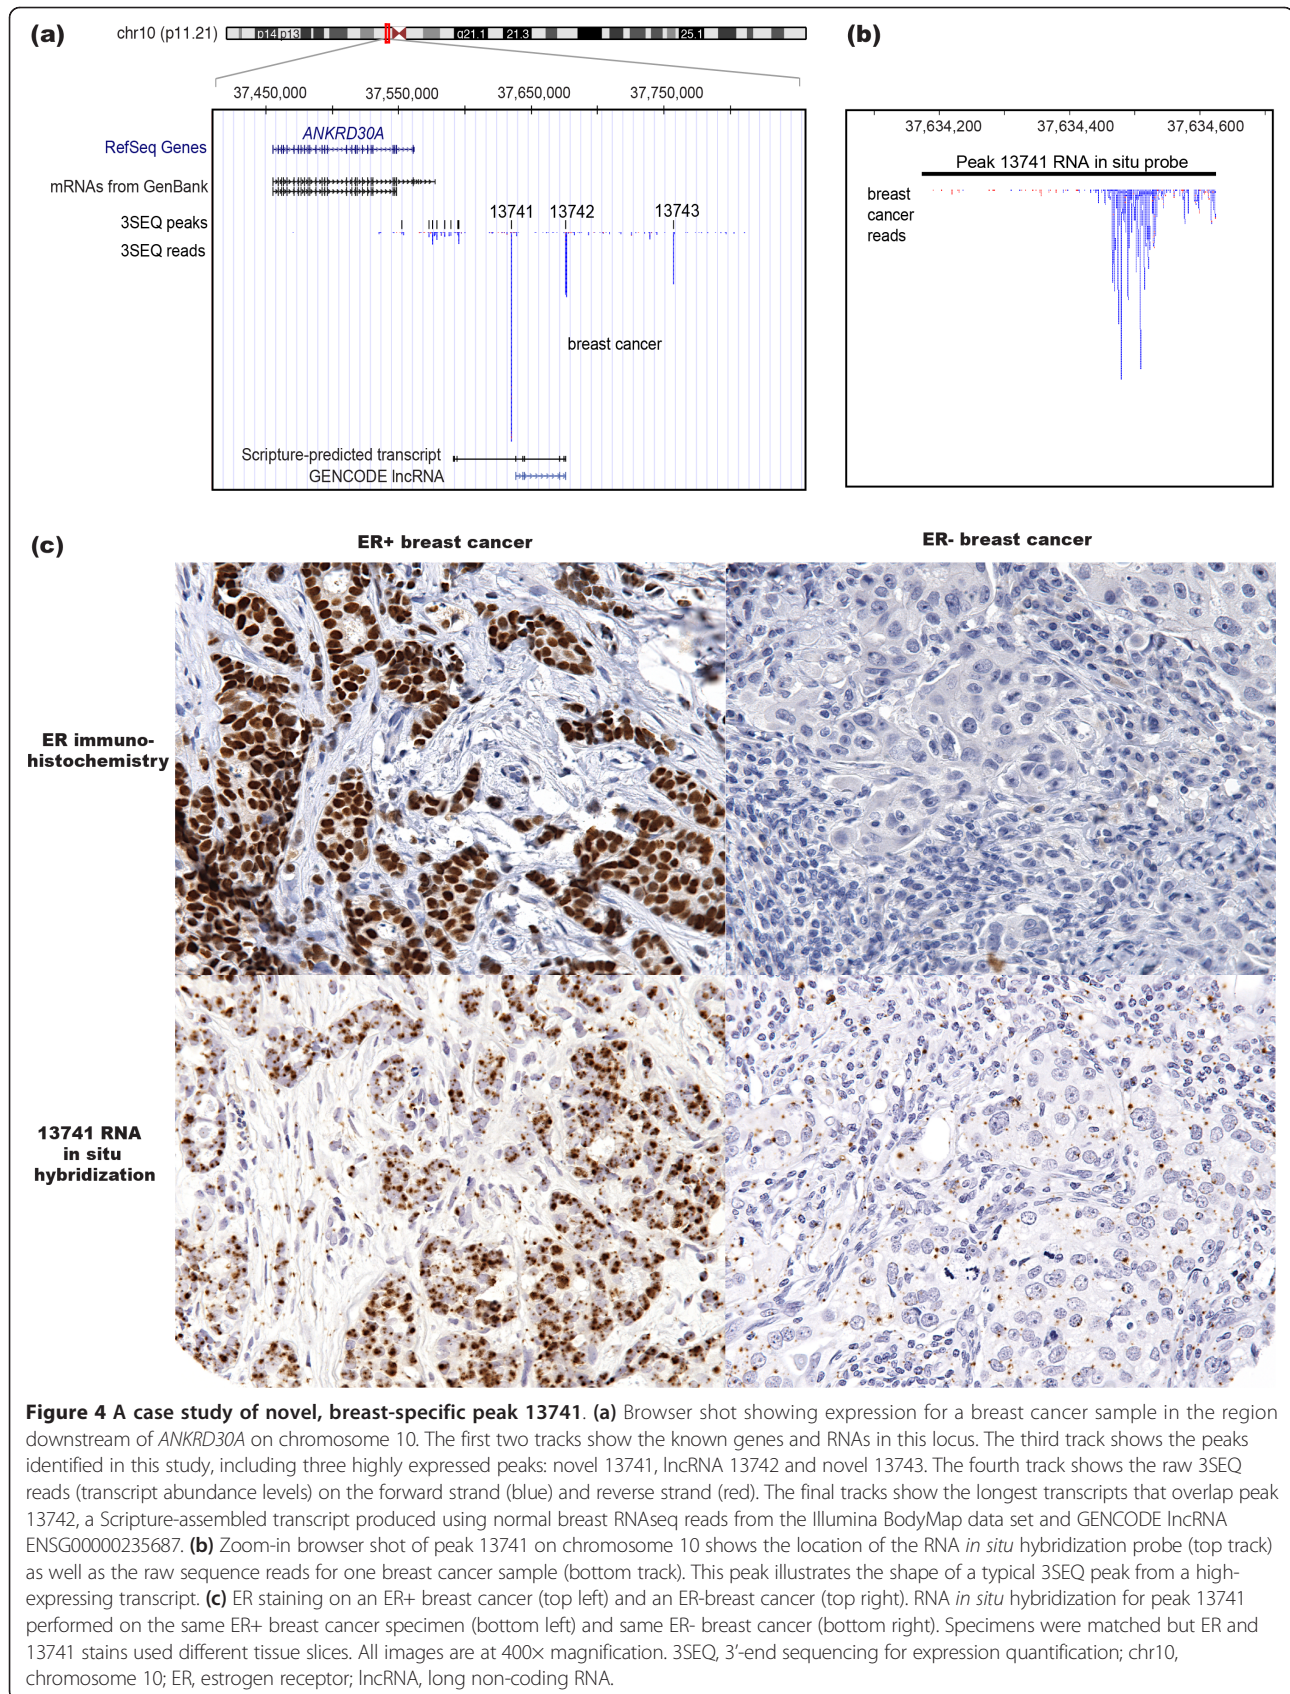 (a)
chr10 (p11.21)
p14 p13 q21.1 21.3 25.1
37,450,000 37,550,000 37,650,000 37,750,000
ANKRD30A
RefSeq Genes
mRNAs from GenBank
3SEQ peaks
13741 13742 13743
3SEQ reads
breast cancer
Scripture-predicted transcript
GENCODE lncRNA
(b)
37,634,200 37,634,400 37,634,600
Peak 13741 RNA in situ probe
breast
cancer
reads
(c)
ER+ breast cancer
ER- breast cancer
ER immuno-
histochemistry
13741 RNA
in situ
hybridization
Figure 4 A case study of novel, breast-specific peak 13741. (a) Browser shot showing expression for a breast cancer sample in the region
downstream of ANKRD30A on chromosome 10. The first two tracks show the known genes and RNAs in this locus. The third track shows the peaks
identified in this study, including three highly expressed peaks: novel 13741, lncRNA 13742 and novel 13743. The fourth track shows the raw 3SEQ
reads (transcript abundance levels) on the forward strand (blue) and reverse strand (red). The final tracks show the longest transcripts that overlap peak
13742, a Scripture-assembled transcript produced using normal breast RNAseq reads from the Illumina BodyMap data set and GENCODE lncRNA
ENSG00000235687. (b) Zoom-in browser shot of peak 13741 on chromosome 10 shows the location of the RNA in situ hybridization probe (top track)
as well as the raw sequence reads for one breast cancer sample (bottom track). This peak illustrates the shape of a typical 3SEQ peak from a high-
expressing transcript. (c) ER staining on an ER+ breast cancer (top left) and an ER-breast cancer (top right). RNA in situ hybridization for peak 13741
performed on the same ER+ breast cancer specimen (bottom left) and same ER- breast cancer (bottom right). Specimens were matched but ER and
13741 stains used different tissue slices. All images are at 400× magnification. 3SEQ, 3’-end sequencing for expression quantification; chr10,
chromosome 10; ER, estrogen receptor; lncRNA, long non-coding RNA.